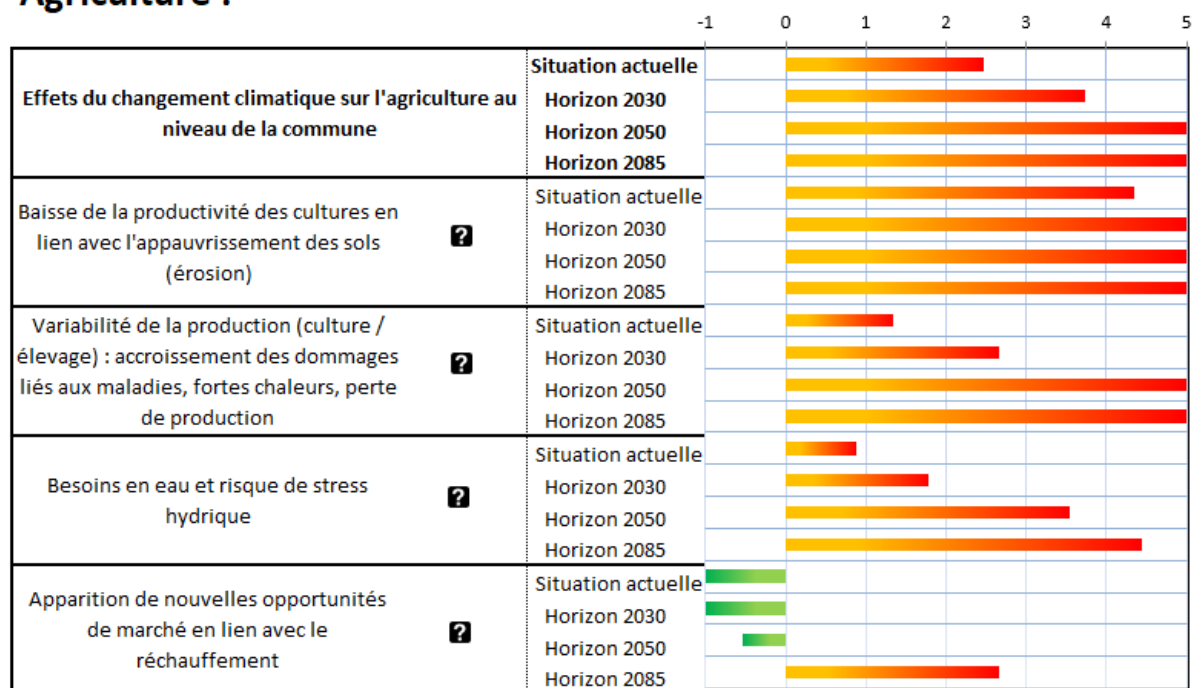 Agriculture :
-1 0 1 2 3 4 5
Effets du changement climatique sur l'agriculture au
niveau de la commune
Situation actuelle
Horizon 2030
Horizon 2050
Horizon 2085
Baisse de la productivité des cultures en
lien avec l'appauvrissement des sols
(érosion)
?
Situation actuelle
Horizon 2030
Horizon 2050
Horizon 2085
Variabilité de la production (culture /
élevage) : accroissement des dommages
liés aux maladies, fortes chaleurs, perte
de production
?
Situation actuelle
Horizon 2030
Horizon 2050
Horizon 2085
Besoins en eau et risque de stress
hydrique
?
Situation actuelle
Horizon 2030
Horizon 2050
Horizon 2085
Apparition de nouvelles opportunités
de marché en lien avec le
réchauffement
?
Situation actuelle
Horizon 2030
Horizon 2050
Horizon 2085